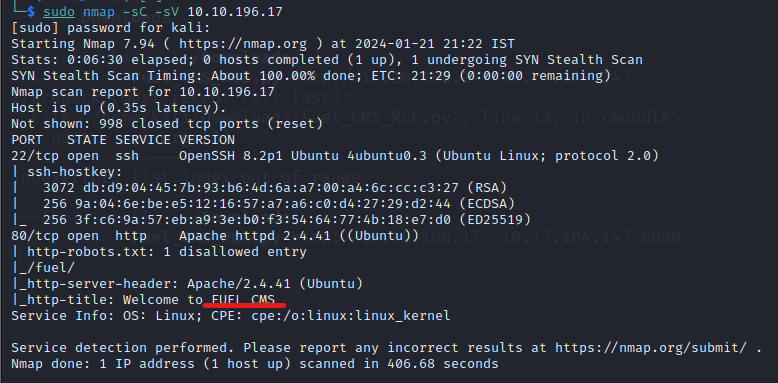 └─$ sudo nmap -sC -sV 10.10.196.17
[sudo] password for kali:
Starting Nmap 7.94 ( https://nmap.org ) at 2024-01-21 21:22 IST
Stats: 0:06:30 elapsed; 0 hosts completed (1 up), 1 undergoing SYN Stealth Scan
SYN Stealth Scan Timing: About 100.00% done; ETC: 21:29 (0:00:00 remaining)
Nmap scan report for 10.10.196.17
Host is up (0.35s latency).
Not shown: 998 closed tcp ports (reset)
PORT   STATE SERVICE VERSION
22/tcp open  ssh     OpenSSH 8.2p1 Ubuntu 4ubuntu0.3 (Ubuntu Linux; protocol 2.0)
| ssh-hostkey:
|   3072 db:d9:04:45:7b:93:b6:4d:6a:a7:00:a4:6c:cc:c3:27 (RSA)
|   256 9a:04:6e:be:e5:12:16:57:a7:a6:c0:d4:27:29:d2:44 (ECDSA)
|_  256 3f:c6:9a:57:eb:a9:3e:b0:f3:54:64:77:4b:18:e7:d0 (ED25519)
80/tcp open  http    Apache httpd 2.4.41 ((Ubuntu))
| http-robots.txt: 1 disallowed entry
|_/fuel/
|_http-server-header: Apache/2.4.41 (Ubuntu)
|_http-title: Welcome to FUEL CMS
Service Info: OS: Linux; CPE: cpe:/o:linux:linux_kernel
Service detection performed. Please report any incorrect results at https://nmap.org/submit/ .
Nmap done: 1 IP address (1 host up) scanned in 406.68 seconds